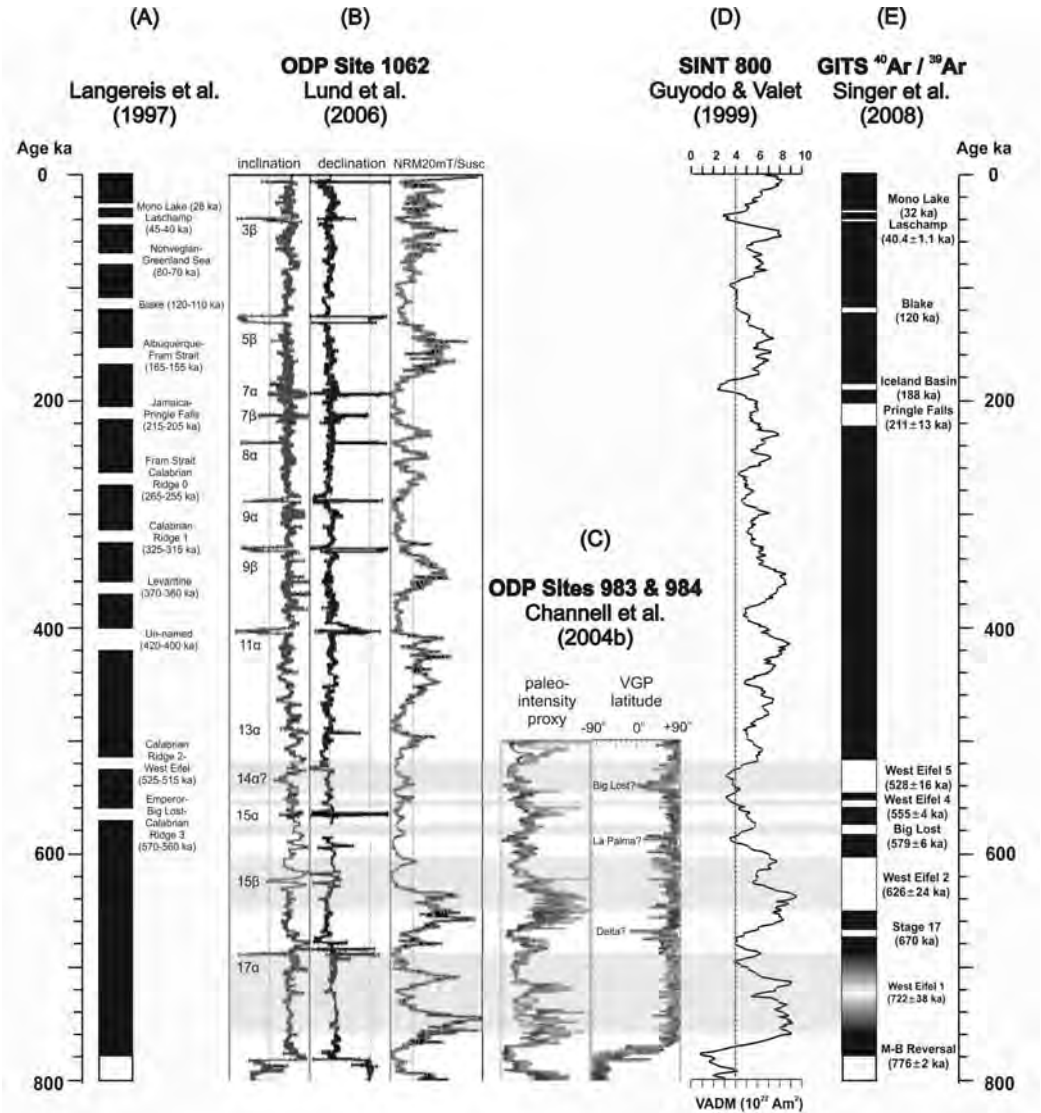 (A)
Langereis et al.
(1997)
(B)
ODP Site 1062
Lund et al.
(2006)
(D)
SINT 800
Guyodo & Valet
(1999)
(E)
GITS ⁴⁰Ar / ³⁹Ar
Singer et al.
(2008)
Age ka
0
200
400
600
800
Mono Lake (28 ka)
Laschamp
(45-40 ka)
Norwegian-
Greenland Sea
(80-70 ka)
Blake (120-110 ka)
Albuquerque-
Fram Strait
(165-155 ka)
Jamaica-
Pringle Falls
(215-205 ka)
Fram Strait
Calabrian
Ridge 0
(265-255 ka)
Calabrian
Ridge 1
(325-315 ka)
Levantine
(370-360 ka)
Un-named
(420-400 ka)
Calabrian
Ridge 2-
West Eifel
(525-515 ka)
Emperor-
Big Lost-
Calabrian
Ridge 3
(570-560 ka)
inclination
declination
NRM20mT/Susc
3β
5β
7α
7β
8α
9α
9β
11α
13α
14α?
15α
15β
17α
(C)
ODP Sites 983 & 984
Channell et al.
(2004b)
paleo-
intensity
proxy
VGP
latitude
-90° 0° +90°
Big Lost?
La Palma?
Delta?
0 2 4 6 8 10
VADM (10²² Am²)
Mono Lake
(32 ka)
Laschamp
(40.4±1.1 ka)
Blake
(120 ka)
Iceland Basin
(188 ka)
Pringle Falls
(211±13 ka)
West Eifel 5
(528±16 ka)
West Eifel 4
(555±4 ka)
Big Lost
(579±6 ka)
West Eifel 2
(626±24 ka)
Stage 17
(670 ka)
West Eifel 1
(722±38 ka)
M-B Reversal
(776±2 ka)
Age ka
0
200
400
600
800